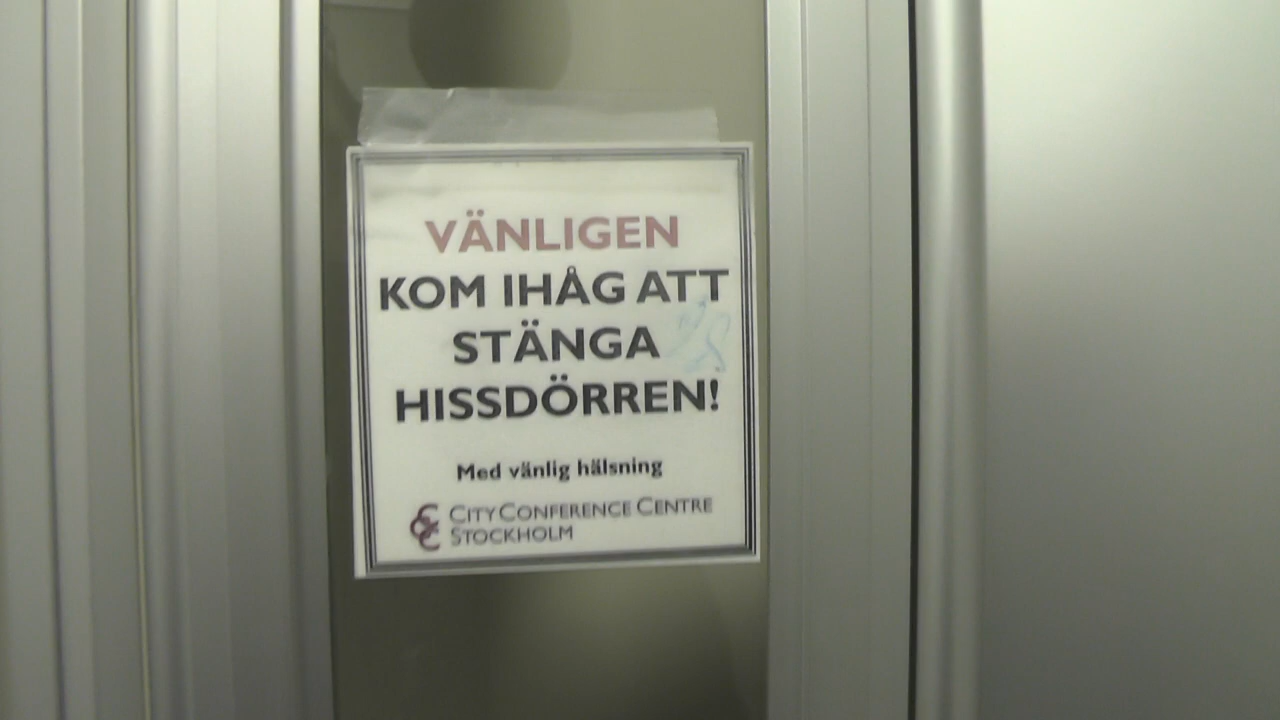 VÄNLIGEN
KOM IHÅG ATT
STÄNGA
HISSDÖRREN!
Med vänlig hälsning
CITY CONFERENCE CENTRE
STOCKHOLM